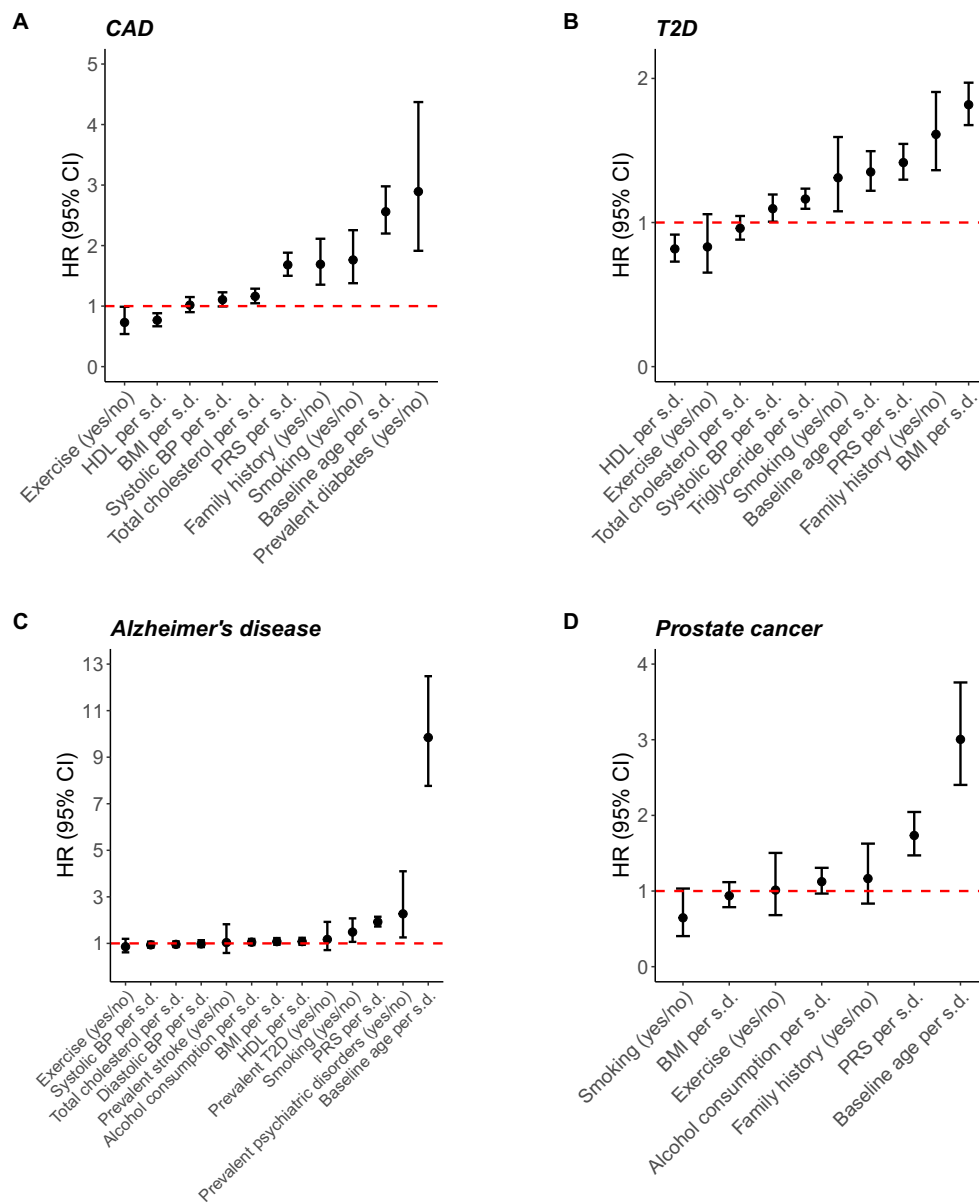 A
CAD
HR (95% CI)
5
4
3
2
1
0
Exercise (yes/no)
HDL per s.d.
BMI per s.d.
Systolic BP per s.d.
Total cholesterol per s.d.
PRS per s.d.
Family history (yes/no)
Smoking (yes/no)
Baseline age per s.d.
Prevalent diabetes (yes/no)
B
T2D
HR (95% CI)
2
1
0
HDL per s.d.
Exercise (yes/no)
Total cholesterol per s.d.
Systolic BP per s.d.
Triglyceride per s.d.
Smoking (yes/no)
Baseline age per s.d.
PRS per s.d.
Family history (yes/no)
BMI per s.d.
C
Alzheimer's disease
HR (95% CI)
13
11
9
7
5
3
1
Exercise (yes/no)
Systolic BP per s.d.
Total cholesterol per s.d.
Diastolic BP per s.d.
Prevalent stroke (yes/no)
Alcohol consumption per s.d.
BMI per s.d.
HDL per s.d.
Prevalent T2D (yes/no)
Smoking (yes/no)
PRS per s.d.
Prevalent psychiatric disorders (yes/no)
Baseline age per s.d.
D
Prostate cancer
HR (95% CI)
4
3
2
1
0
Smoking (yes/no)
BMI per s.d.
Exercise (yes/no)
Alcohol consumption per s.d.
Family history (yes/no)
PRS per s.d.
Baseline age per s.d.